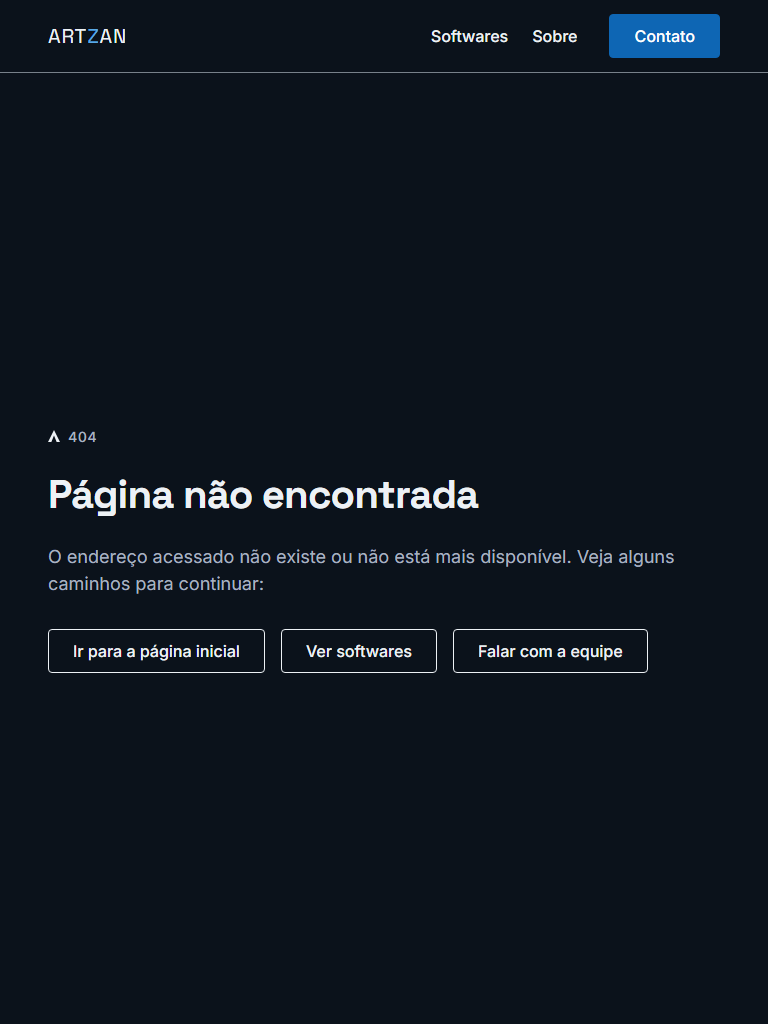 ARTZAN
Softwares Sobre Contato
404
Página não encontrada
O endereço acessado não existe ou não está mais disponível. Veja alguns
caminhos para continuar:
Ir para a página inicial Ver softwares Falar com a equipe